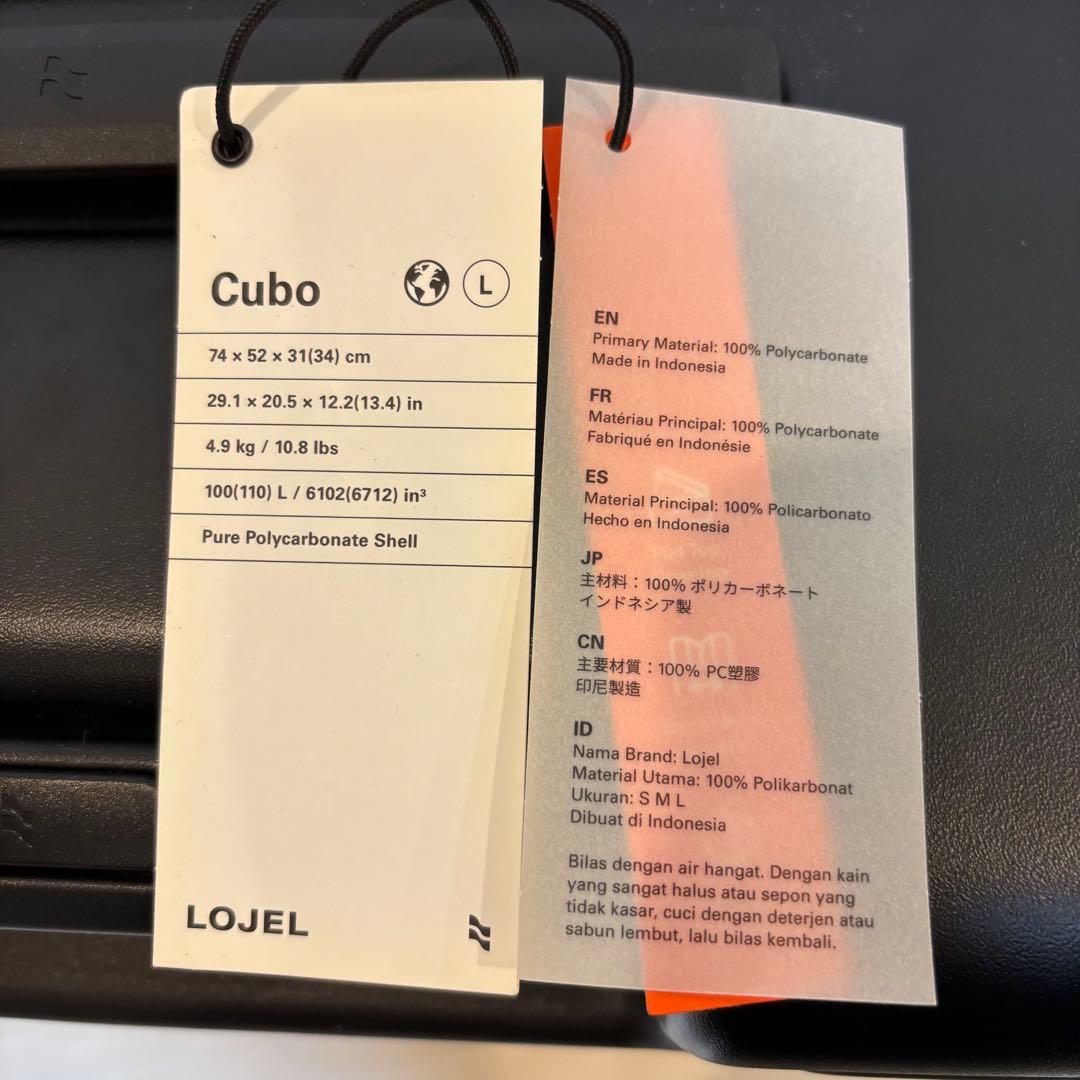 Cubo
L
74 × 52 × 31(34) cm
29.1 × 20.5 × 12.2(13.4) in
4.9 kg / 10.8 lbs
100(110) L / 6102(6712) in³
Pure Polycarbonate Shell
LOJEL
EN
Primary Material: 100% Polycarbonate
Made in Indonesia
FR
Matériau Principal: 100% Polycarbonate
Fabriqué en Indonésie
ES
Material Principal: 100% Policarbonato
Hecho en Indonesia
JP
主材料：100% ポリカーボネート
インドネシア製
CN
主要材質：100% PC塑膠
印尼製造
ID
Nama Brand: Lojel
Material Utama: 100% Polikarbonat
Ukuran: S M L
Dibuat di Indonesia
Bilas dengan air hangat. Dengan kain
yang sangat halus atau sepon yang
tidak kasar, cuci dengan deterjen atau
sabun lembut, lalu bilas kembali.